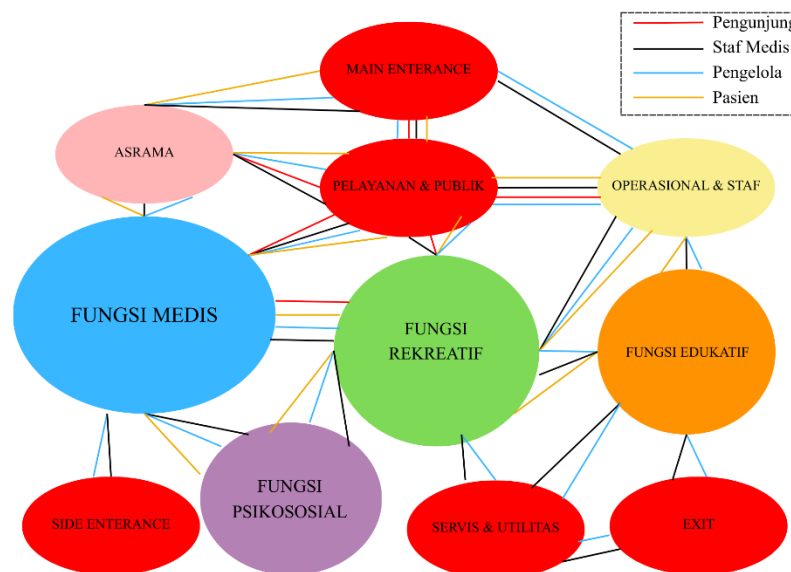 Pengunjung
Staf Medis
Pengelola
Pasien
MAIN ENTERANCE
ASRAMA
PELAYANAN & PUBLIK
OPERASIONAL & STAF
FUNGSI MEDIS
FUNGSI
REKREATIF
FUNGSI EDUKATIF
FUNGSI
PSIKOSOSIAL
SIDE ENTERANCE
SERVIS & UTILITAS
EXIT